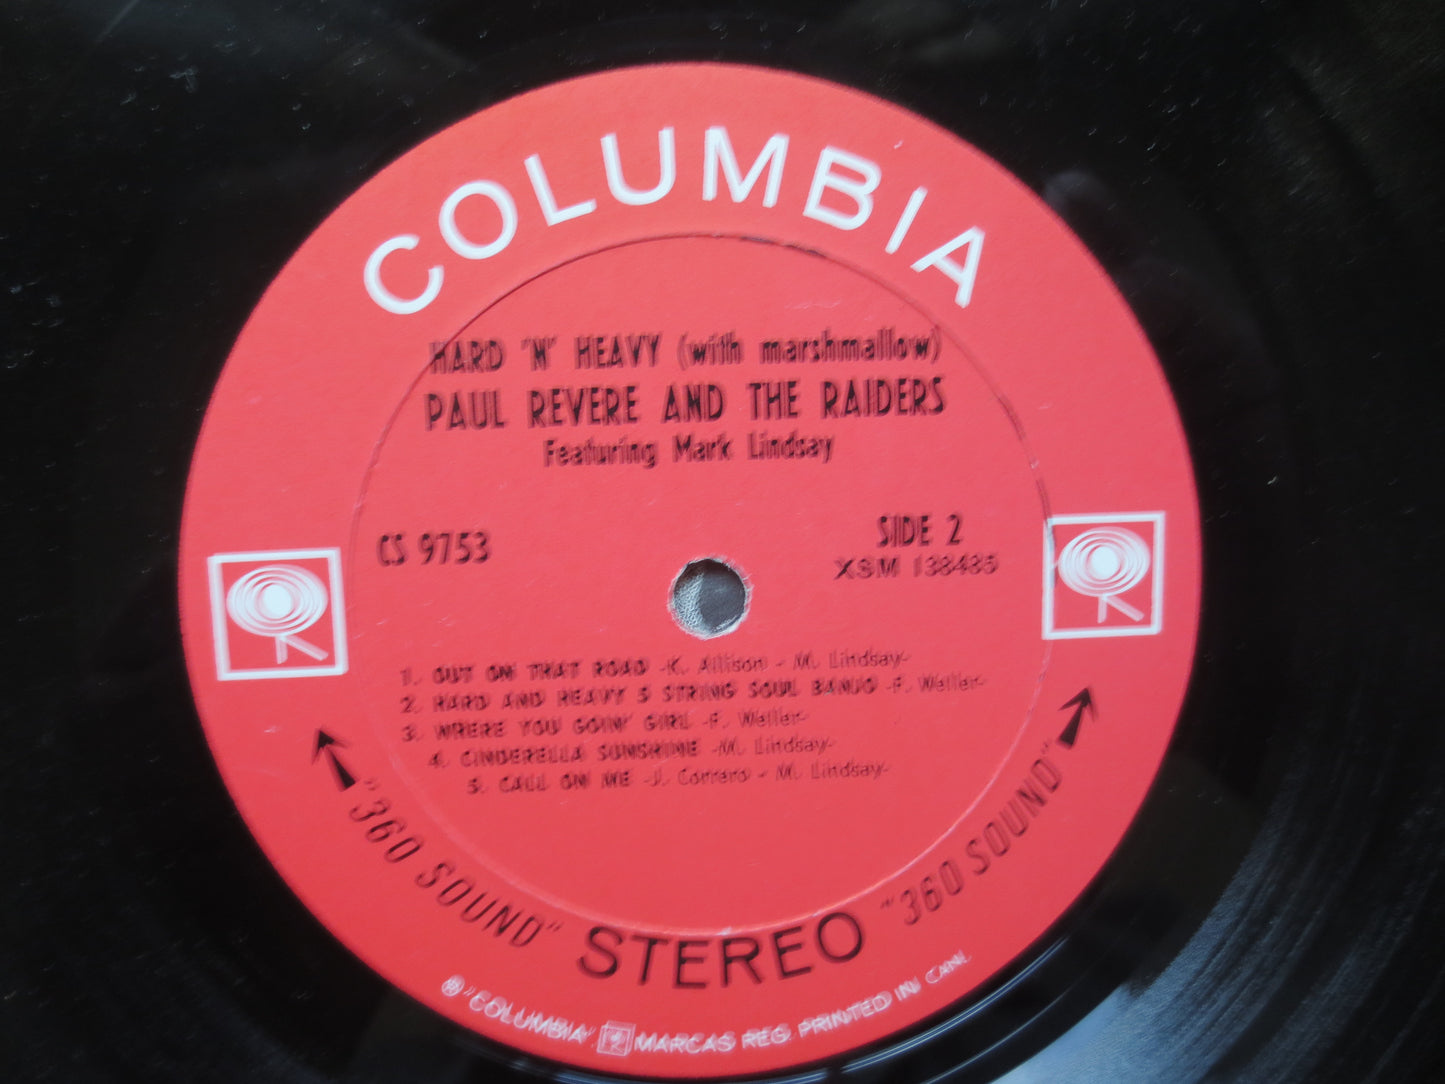 COLUMBIA
HARD 'N' HEAVY (with marshmallow)
PAUL REVERE AND THE RAIDERS
Featuring Mark Lindsay
CS 9753
SIDE 2
XSM 138485
1. OUT ON THAT ROAD -K. Allison - M. Lindsay-
2. HARD AND HEAVY 5 STRING SOUL BANJO -F. Weller-
3. WHERE YOU GOIN' GIRL -F. Weller-
4. CINDERELLA SUNSHINE -M. Lindsay-
5. CALL ON ME -J. Correro - M. Lindsay-
"360 SOUND" STEREO "360 SOUND"
® "COLUMBIA", MARCAS REG. PRINTED IN CAN.